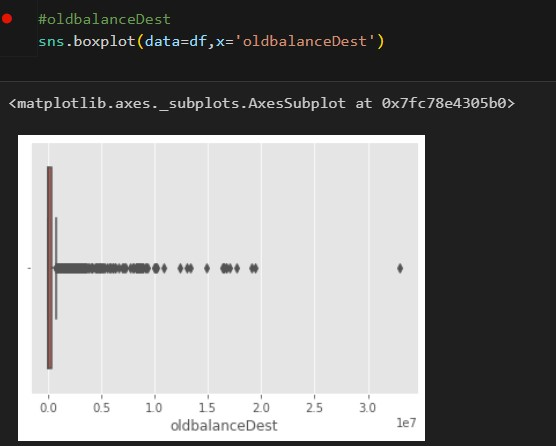 #oldbalanceDest
sns.boxplot(data=df,x='oldbalanceDest')
<matplotlib.axes._subplots.AxesSubplot at 0x7fc78e4305b0>
0.0 0.5 1.0 1.5 2.0 2.5 3.0
1e7
oldbalanceDest